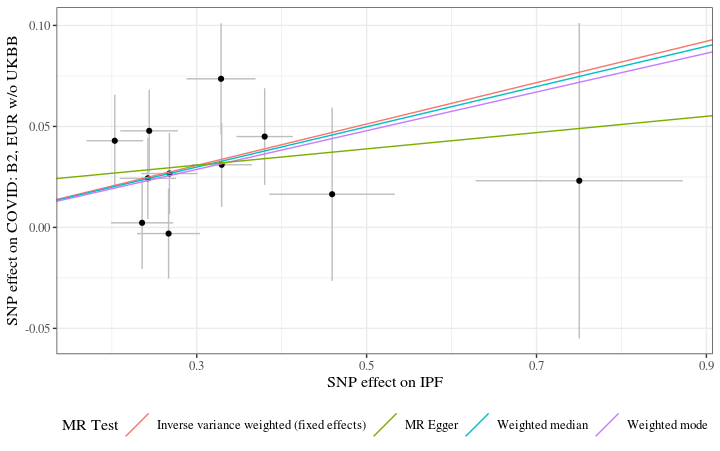 SNP effect on COVID: B2, EUR w/o UKBB
0.10
0.05
0.00
-0.05
0.3 0.5 0.7 0.9
SNP effect on IPF
MR Test Inverse variance weighted (fixed effects) MR Egger Weighted median Weighted mode